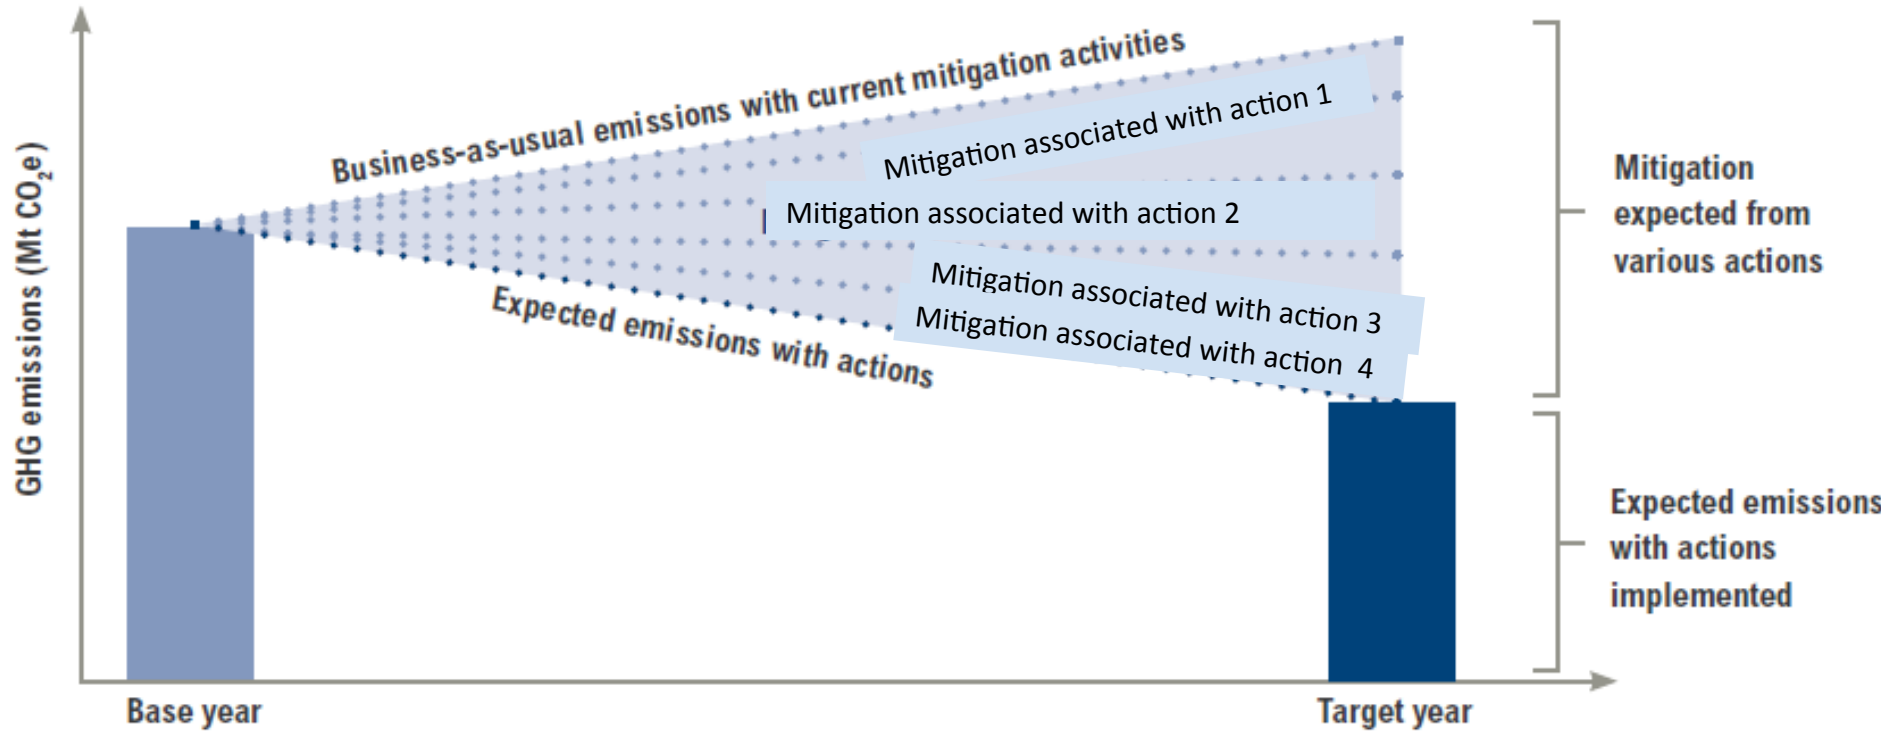 GHG emissions (Mt CO₂e)
Business-as-usual emissions with current mitigation activities
Mitigation associated with action 1
Mitigation associated with action 2
Mitigation associated with action 3
Mitigation associated with action 4
Expected emissions with actions
Mitigation
expected from
various actions
Expected emissions
with actions
implemented
Base year
Target year